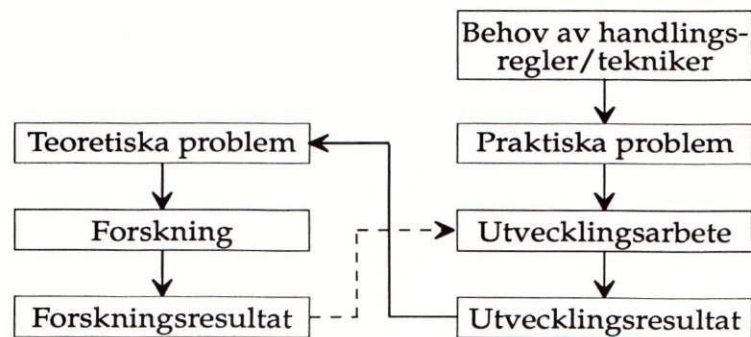 Behov av handlings-
regler/tekniker
Teoretiska problem
Praktiska problem
Forskning
Utvecklingsarbete
Forskningsresultat
Utvecklingsresultat